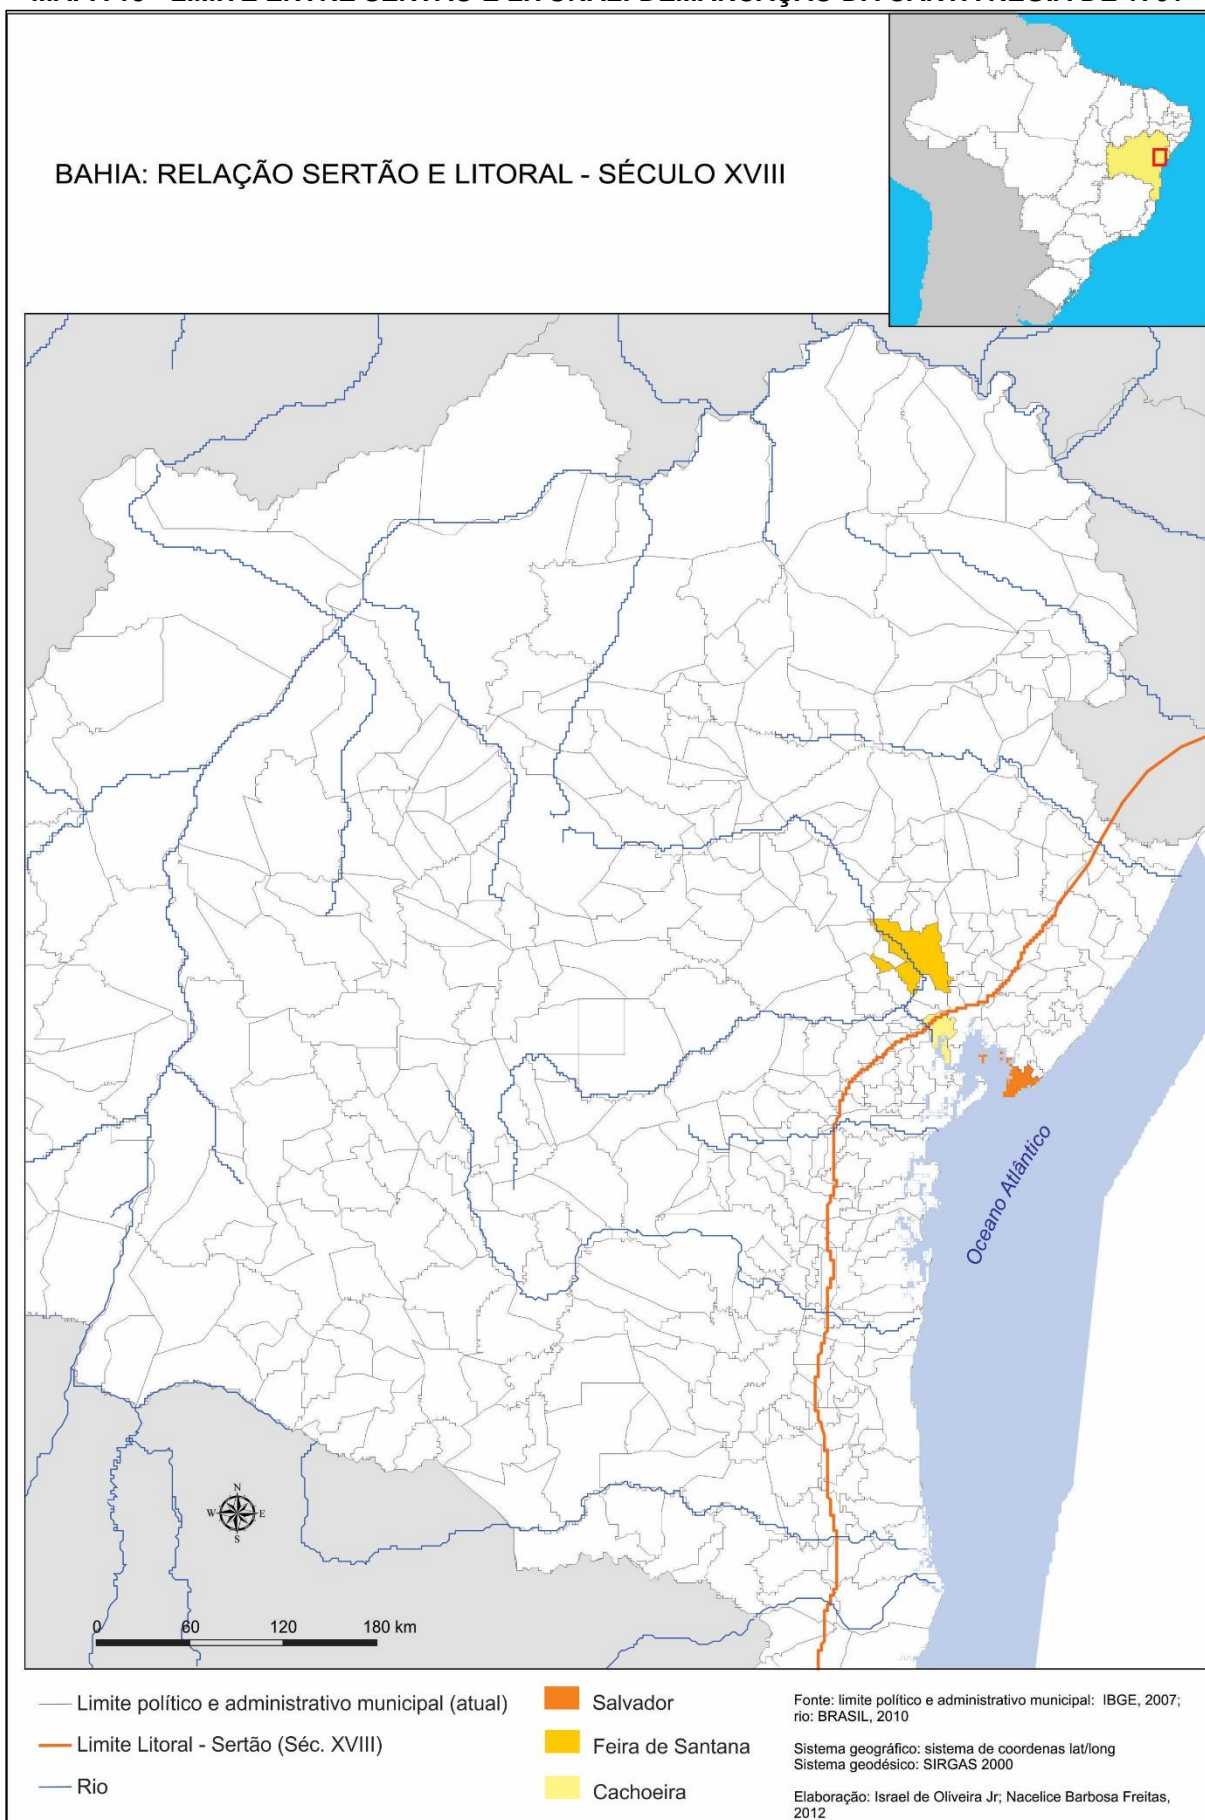 BAHIA: RELAÇÃO SERTÃO E LITORAL - SÉCULO XVIII
Oceano Atlântico
N
W E
S
0 60 120 180 km
Limite político e administrativo municipal (atual)
Limite Litoral - Sertão (Séc. XVIII)
Rio
Salvador
Feira de Santana
Cachoeira
Fonte: limite político e administrativo municipal: IBGE, 2007;
rio: BRASIL, 2010
Sistema geográfico: sistema de coordenas lat/long
Sistema geodésico: SIRGAS 2000
Elaboração: Israel de Oliveira Jr; Nacelice Barbosa Freitas,
2012